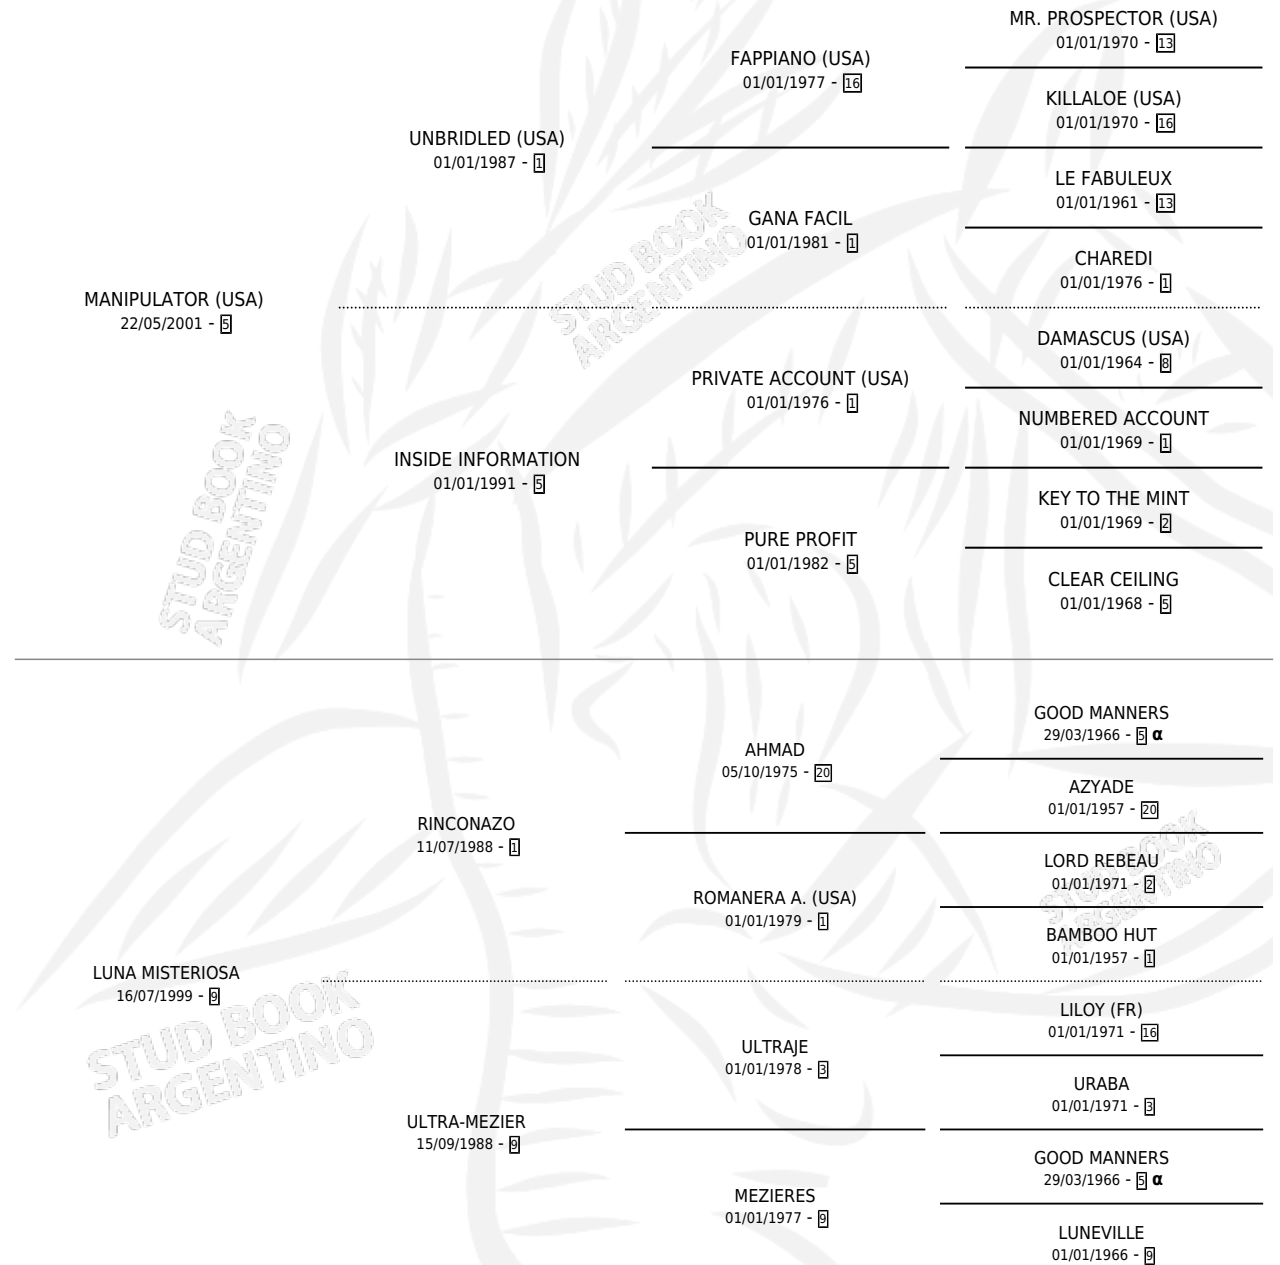 MR. PROSPECTOR (USA)
01/01/1970 - 13
FAPPIANO (USA)
01/01/1977 - 16
KILLALOE (USA)
01/01/1970 - 16
UNBRIDLED (USA)
01/01/1987 - 1
LE FABULEUX
01/01/1961 - 13
GANA FACIL
01/01/1981 - 1
CHAREDI
01/01/1976 - 1
MANIPULATOR (USA)
22/05/2001 - 5
DAMASCUS (USA)
01/01/1964 - 8
PRIVATE ACCOUNT (USA)
01/01/1976 - 1
NUMBERED ACCOUNT
01/01/1969 - 1
INSIDE INFORMATION
01/01/1991 - 5
KEY TO THE MINT
01/01/1969 - 2
PURE PROFIT
01/01/1982 - 5
CLEAR CEILING
01/01/1968 - 5
GOOD MANNERS
29/03/1966 - 5 α
AHMAD
05/10/1975 - 20
AZYADE
01/01/1957 - 20
RINCONAZO
11/07/1988 - 1
LORD REBEAU
01/01/1971 - 2
ROMANERA A. (USA)
01/01/1979 - 1
BAMBOO HUT
01/01/1957 - 1
LUNA MISTERIOSA
16/07/1999 - 9
LILOY (FR)
01/01/1971 - 16
ULTRAJE
01/01/1978 - 3
URABA
01/01/1971 - 3
ULTRA-MEZIER
15/09/1988 - 9
GOOD MANNERS
29/03/1966 - 5 α
MEZIERES
01/01/1977 - 9
LUNEVILLE
01/01/1966 - 9
STUD BOOK
ARGENTINO
STUD BOOK
ARGENTINO
STUD BOOK
ARGENTINO
STUD BOOK
ARGENTINO